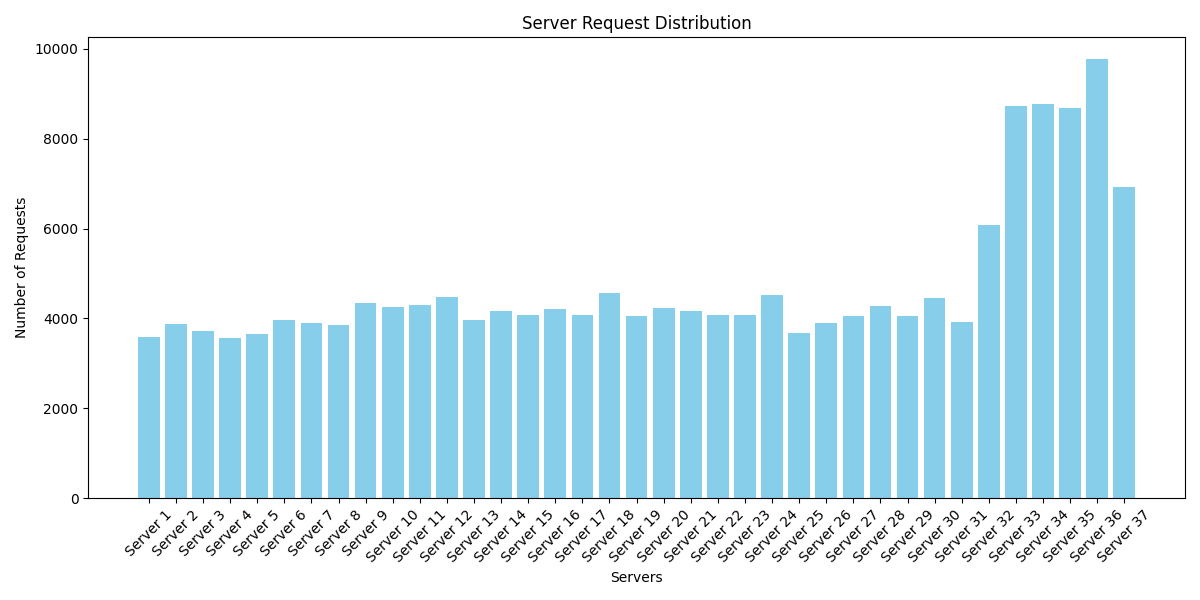 Server Request Distribution
Number of Requests
10000
8000
6000
4000
2000
0
Server 1
Server 2
Server 3
Server 4
Server 5
Server 6
Server 7
Server 8
Server 9
Server 10
Server 11
Server 12
Server 13
Server 14
Server 15
Server 16
Server 17
Server 18
Server 19
Server 20
Server 21
Server 22
Server 23
Server 24
Server 25
Server 26
Server 27
Server 28
Server 29
Server 30
Server 31
Server 32
Server 33
Server 34
Server 35
Server 36
Server 37
Servers